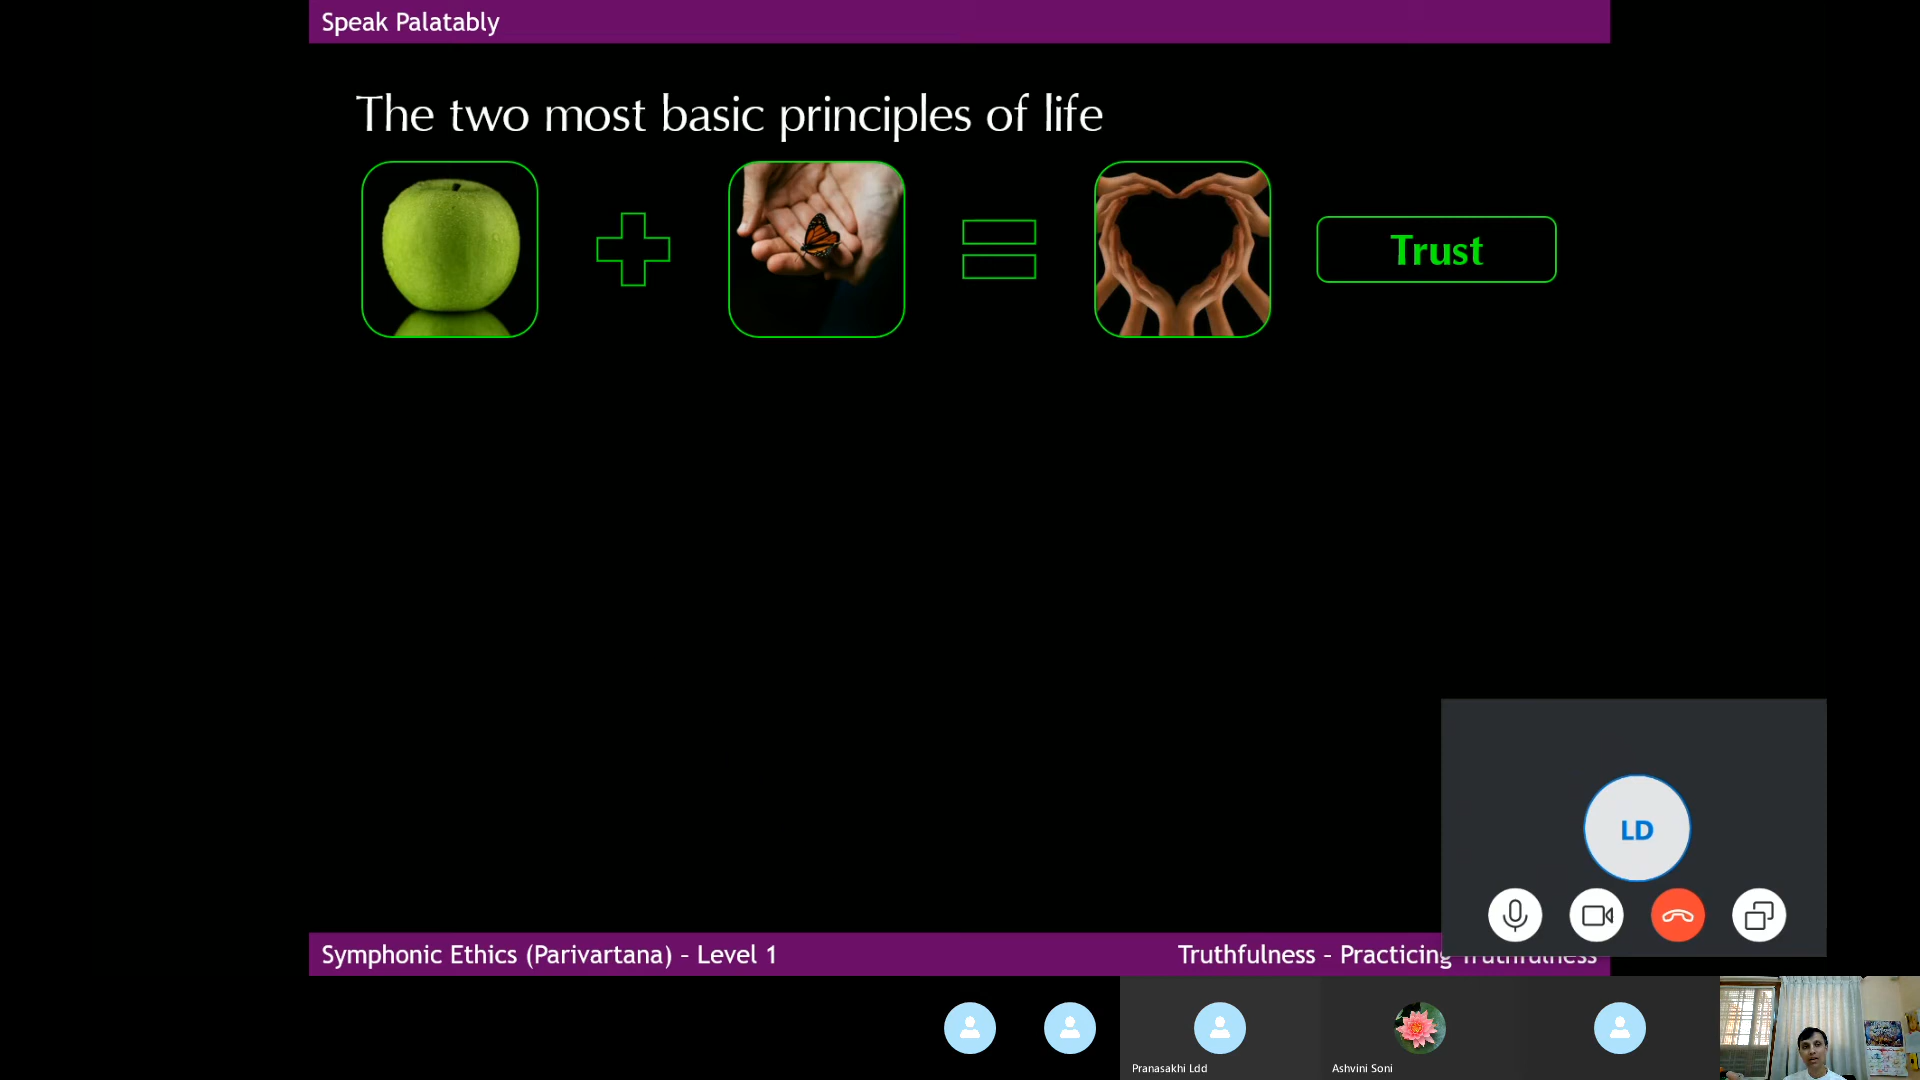 Speak Palatably
The two most basic principles of life
Trust
LD
Symphonic Ethics (Parivartana) – Level 1
Truthfulness – Practicing Truthfulness
Pranasakhi Ldd
Ashvini Soni